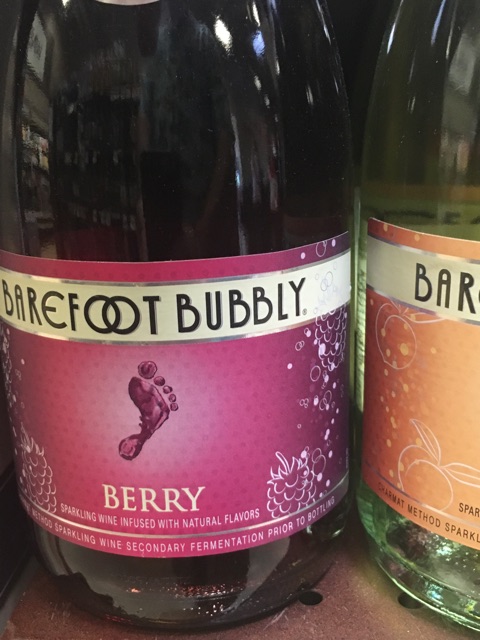 BAREFOOT BUBBLY
BERRY
SPARKLING WINE INFUSED WITH NATURAL FLAVORS
METHOD SPARKLING WINE SECONDARY FERMENTATION PRIOR TO BOTTLING
BAR
SPAR
CHARMAT METHOD SPARKL